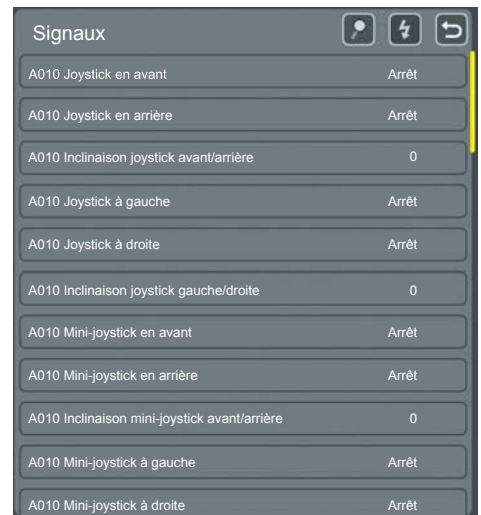 Signaux
A010 Joystick en avant Arrêt
A010 Joystick en arrière Arrêt
A010 Inclinaison joystick avant/arrière 0
A010 Joystick à gauche Arrêt
A010 Joystick à droite Arrêt
A010 Inclinaison joystick gauche/droite 0
A010 Mini-joystick en avant Arrêt
A010 Mini-joystick en arrière Arrêt
A010 Inclinaison mini-joystick avant/arrière 0
A010 Mini-joystick à gauche Arrêt
A010 Mini-joystick à droite Arrêt